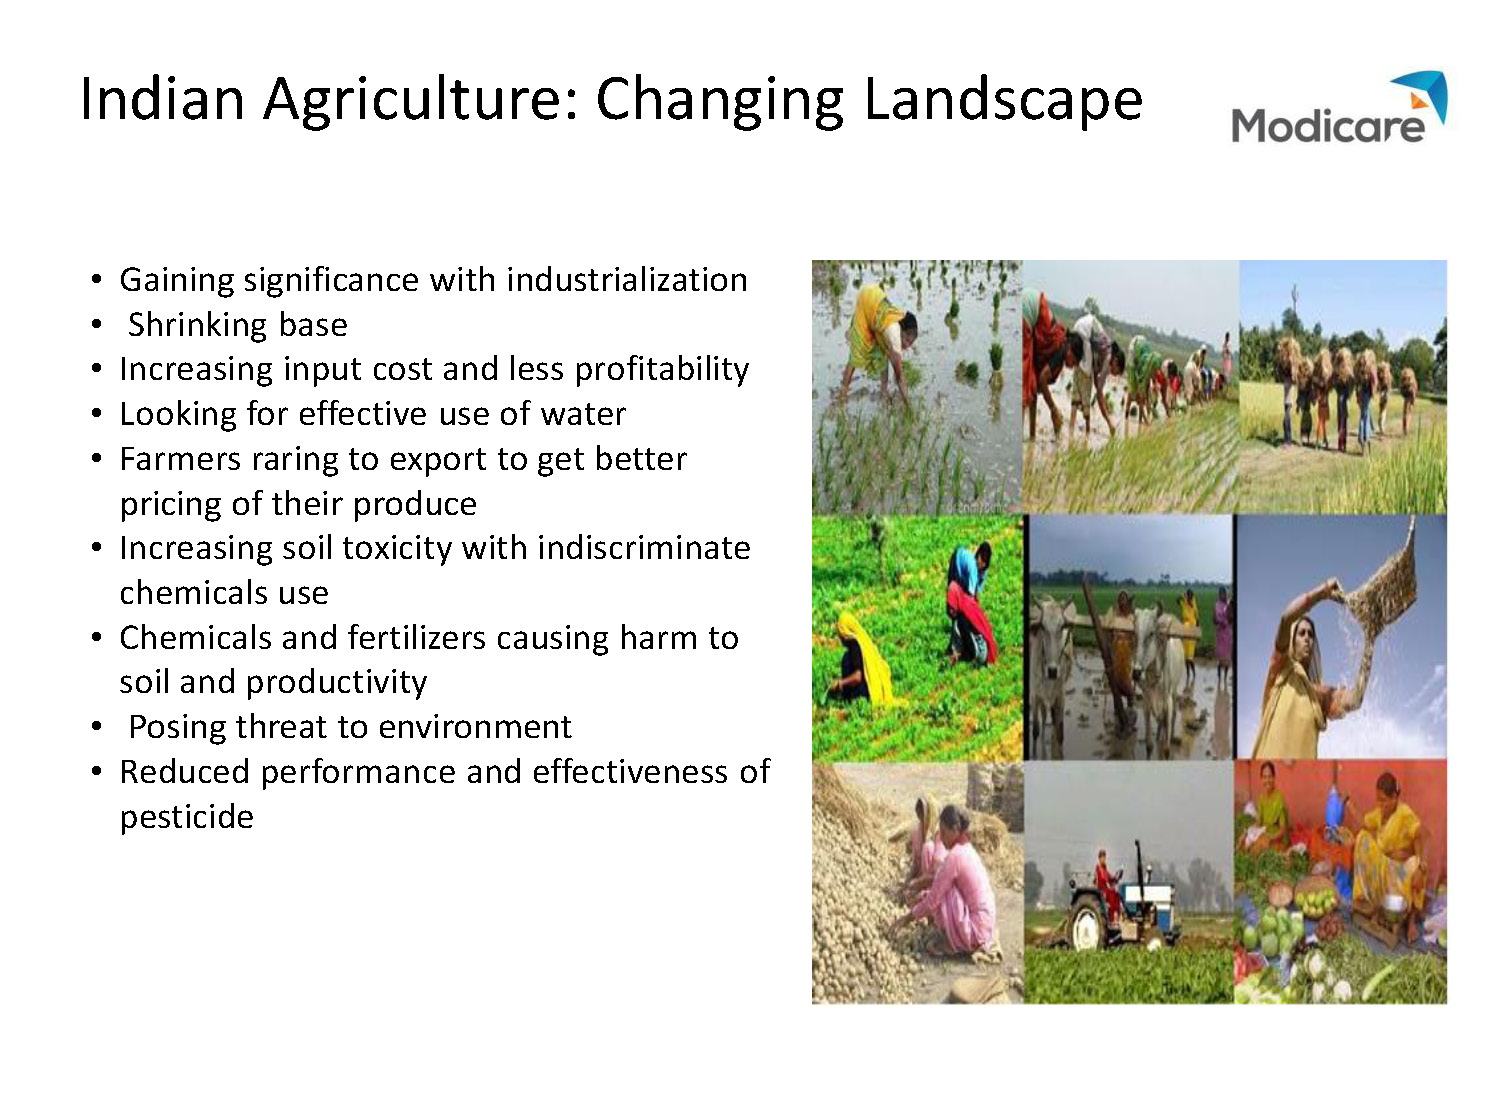 Indian Agriculture: Changing Landscape
Modicare
• Gaining significance with industrialization
• Shrinking base
• Increasing input cost and less profitability
• Looking for effective use of water
• Farmers raring to export to get better
pricing of their produce
• Increasing soil toxicity with indiscriminate
chemicals use
• Chemicals and fertilizers causing harm to
soil and productivity
• Posing threat to environment
• Reduced performance and effectiveness of
pesticide